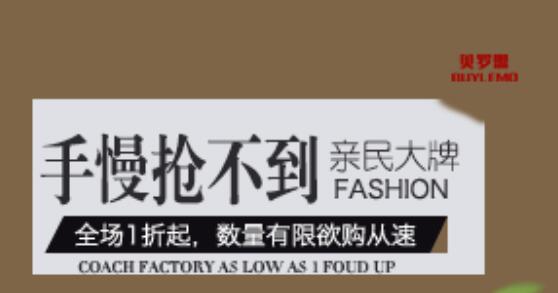 贝罗盟
BUYLEMO
手慢抢不到
亲民大牌
FASHION
全场1折起，数量有限欲购从速
COACH FACTORY AS LOW AS 1 FOUD UP